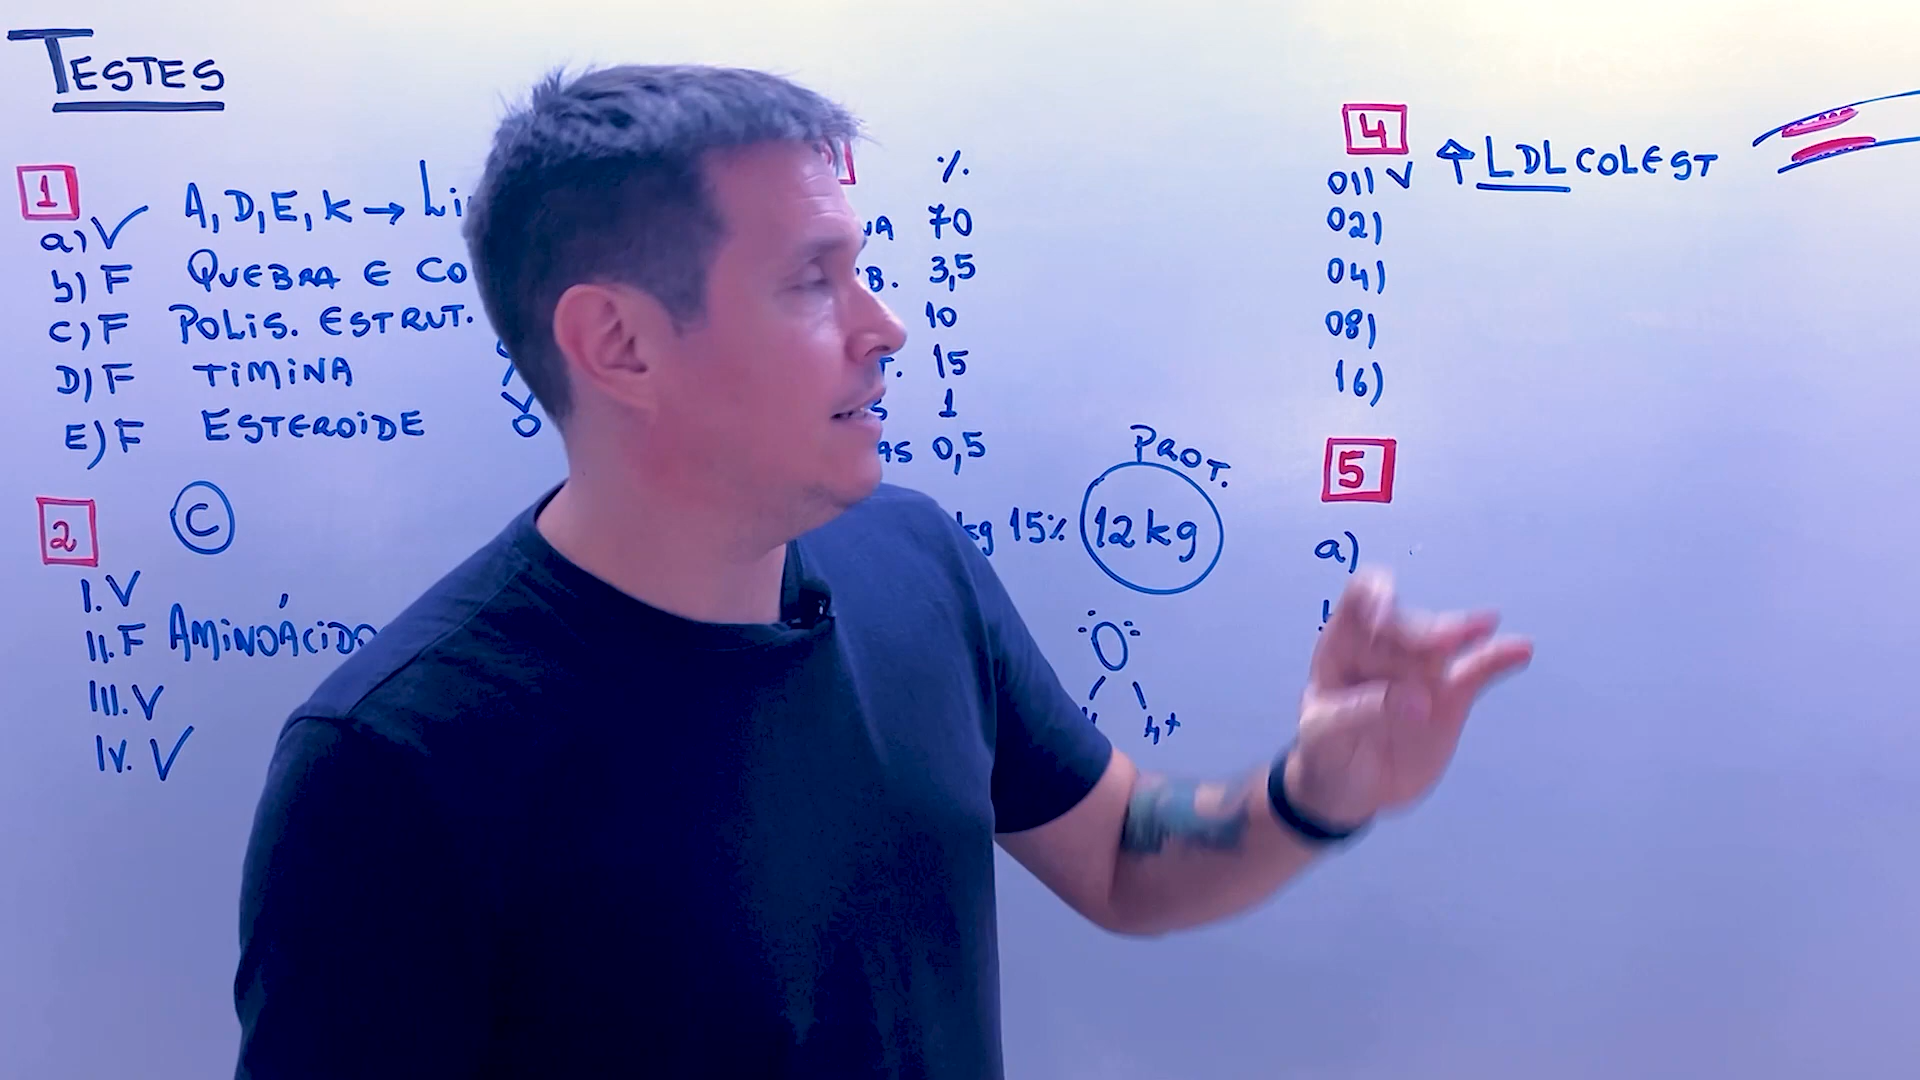 TESTES
1
a) V A, D, E, K → Li
b) F QUEBRA E CO
C) F POLIS. ESTRUT.
D) F TIMINA
E) F ESTEROIDE
2 C
I. V
II. F AMINOÁCIDO
III. V
IV. V
%
70
B. 3,5
10
T. 15
S 1
AS 0,5
PROT.
kg 15% 12 kg
O
H+
4
01) V ↑ LDL COLEST
02)
04)
08)
16)
5
a)